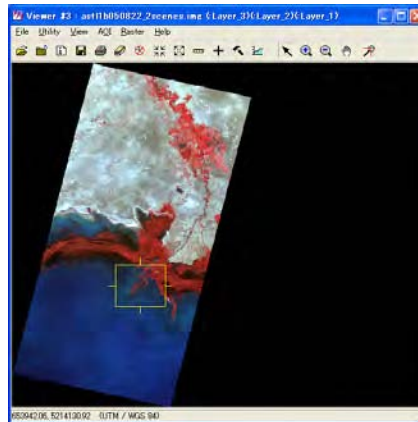 Viewer #3 : astl1b050822_2scenes.img (:Layer_3)(:Layer_2)(:Layer_1)
File Utility View AOI Raster Help
653942.06, 5214130.92 (UTM / WGS 84)